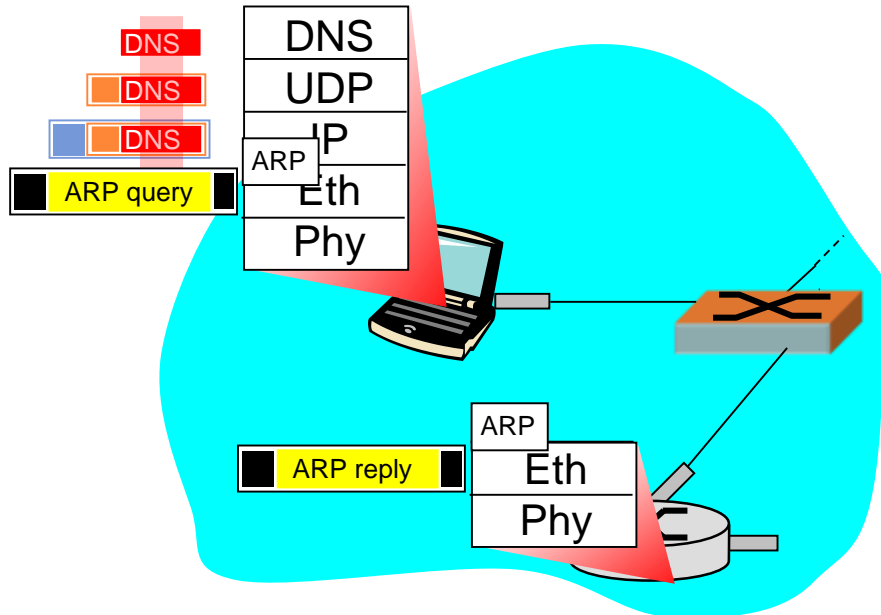 DNS
DNS
DNS
ARP query
DNS
UDP
IP
ARP
Eth
Phy
ARP
ARP reply
Eth
Phy